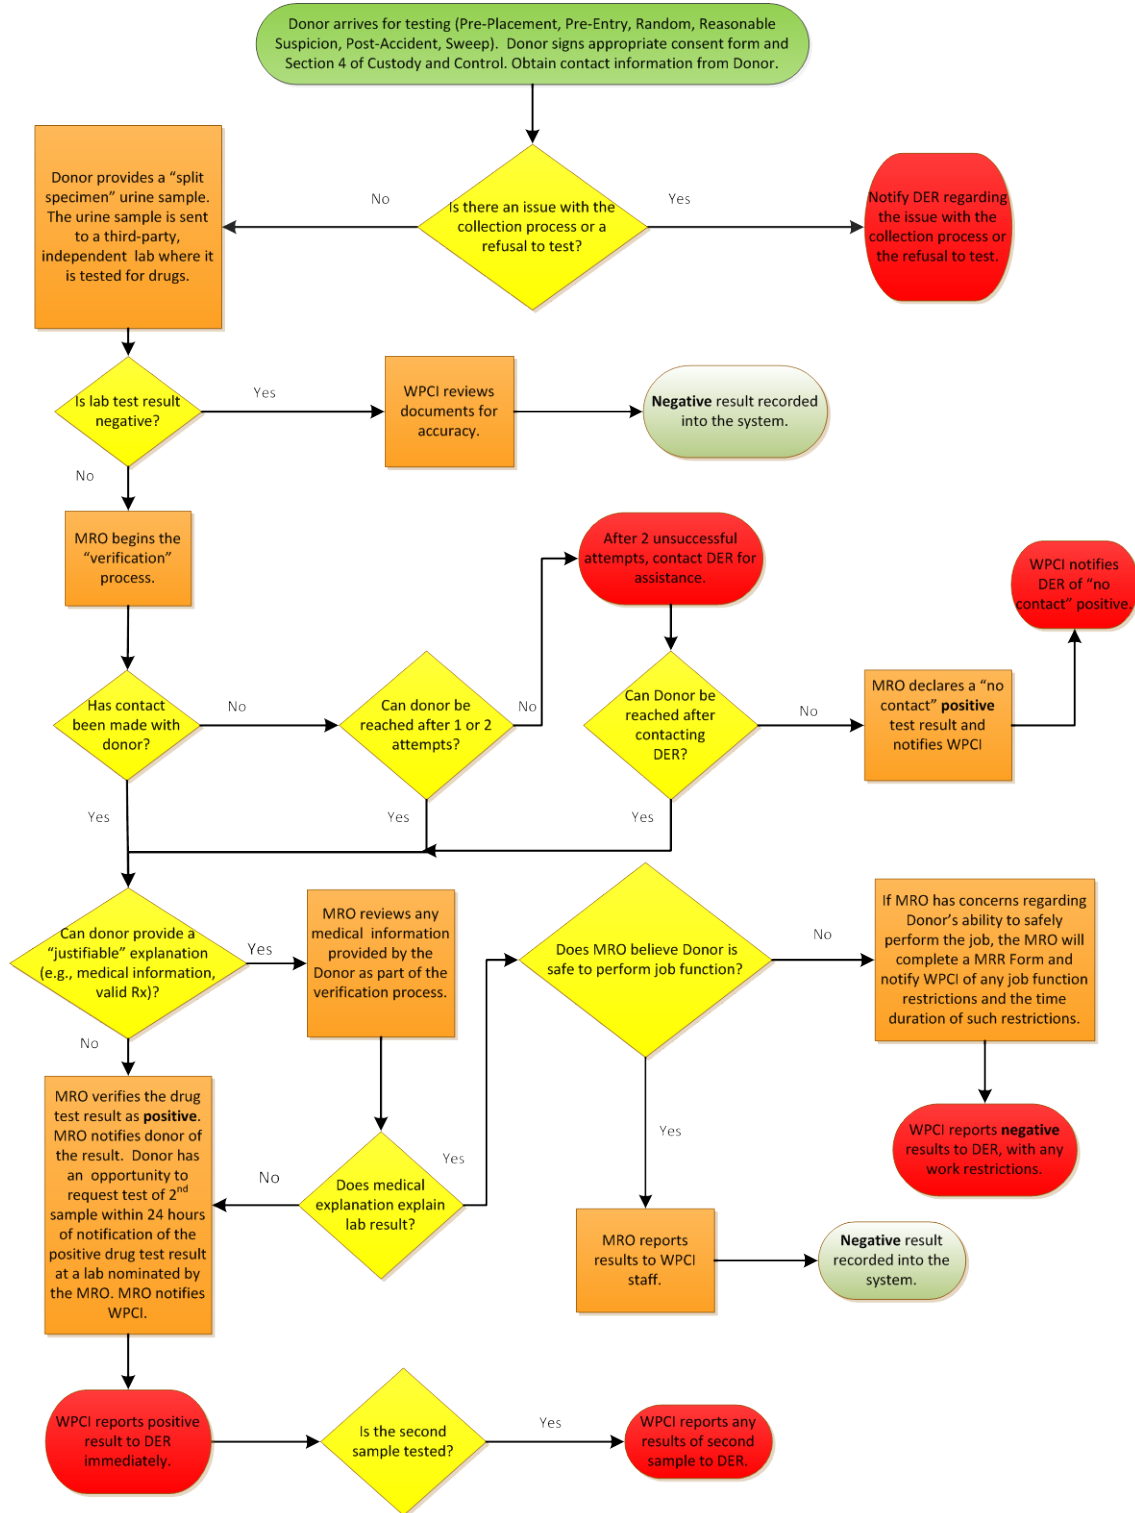 Donor arrives for testing (Pre-Placement, Pre-Entry, Random, Reasonable
Suspicion, Post-Accident, Sweep).  Donor signs appropriate consent form and
Section 4 of Custody and Control. Obtain contact information from Donor.
Donor provides a “split
specimen” urine sample.
The urine sample is sent
to a third-party,
independent lab where it
is tested for drugs.
No
Is there an issue with the
collection process or a
refusal to test?
Yes
Notify DER regarding
the issue with the
collection process or
the refusal to test.
Is lab test result
negative?
Yes
WPCI reviews
documents for
accuracy.
Negative result recorded
into the system.
No
MRO begins the
“verification”
process.
After 2 unsuccessful
attempts, contact DER for
assistance.
WPCI notifies
DER of “no
contact” positive.
Has contact
been made with
donor?
No
Can donor be
reached after 1 or 2
attempts?
No
Can Donor be
reached after
contacting
DER?
No
MRO declares a “no
contact” positive
test result and
notifies WPCI
Yes
Yes
Yes
Can donor provide a
“justifiable” explanation
(e.g., medical information,
valid Rx)?
Yes
MRO reviews any
medical information
provided by the
Donor as part of the
verification process.
Does MRO believe Donor is
safe to perform job function?
No
If MRO has concerns regarding
Donor’s ability to safely
perform the job, the MRO will
complete a MRR Form and
notify WPCI of any job function
restrictions and the time
duration of such restrictions.
No
MRO verifies the drug
test result as positive.
MRO notifies donor of
the result.  Donor has
an opportunity to
request test of 2nd
sample within 24 hours
of notification of the
positive drug test result
at a lab nominated by
the MRO. MRO notifies
WPCI.
No
Does medical
explanation explain
lab result?
Yes
Yes
WPCI reports negative
results to DER, with any
work restrictions.
MRO reports
results to WPCI
staff.
Negative result
recorded into the
system.
WPCI reports positive
result to DER
immediately.
Is the second
sample tested?
Yes
WPCI reports any
results of second
sample to DER.